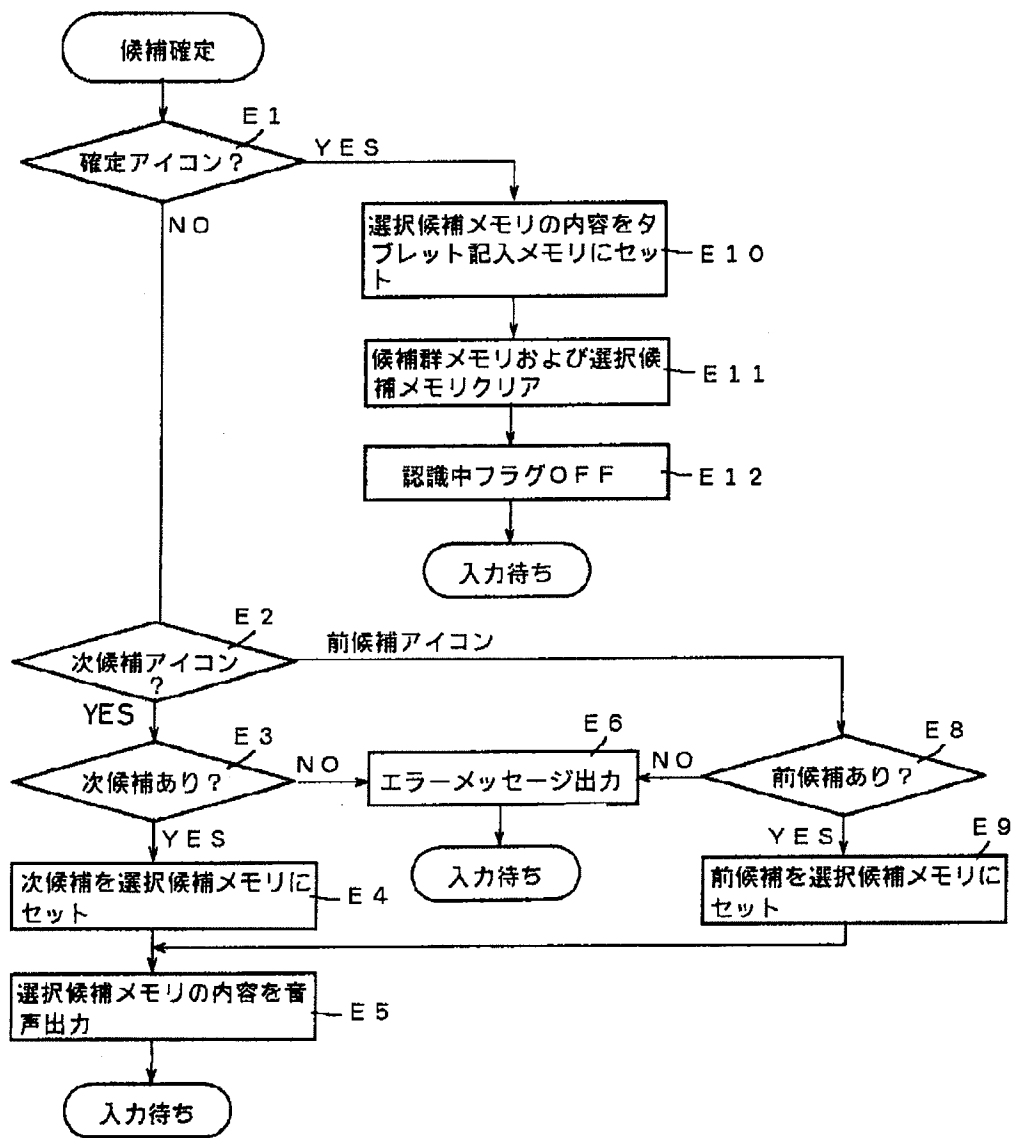 候補確定
E1
確定アイコン?
YES
NO
選択候補メモリの内容をタ
ブレット記入メモリにセッ
ト
E10
候補群メモリおよび選択候
補メモリクリア
E11
認識中フラグOFF
E12
入力待ち
E2
次候補アイコン
?
前候補アイコン
YES
E3
次候補あり?
NO
E6
エラーメッセージ出力
NO
E8
前候補あり?
YES
入力待ち
YES
E9
次候補を選択候補メモリに
セット
E4
前候補を選択候補メモリに
セット
選択候補メモリの内容を音
声出力
E5
入力待ち